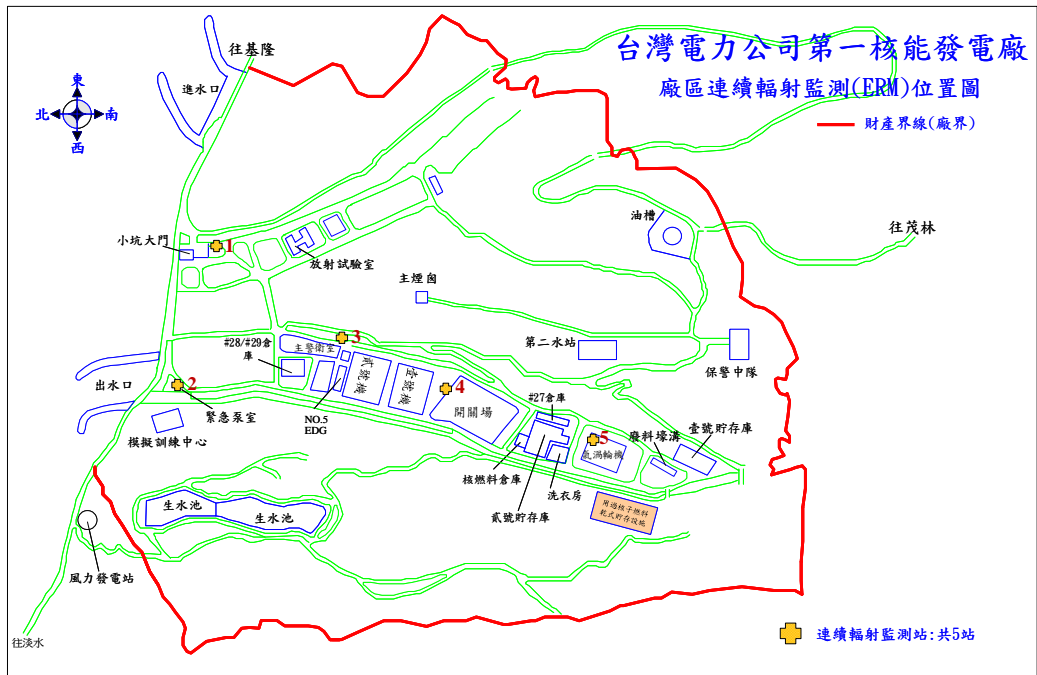 台灣電力公司第一核能發電廠
廠區連續輻射監測(ERM)位置圖
財產界線(廠界)
往基隆
進水口
東
北
南
西
小坑大門
1
放射試驗室
油槽
往茂林
主煙囪
3
#28/#29倉
庫
主警衛室
第二水站
保警中隊
出水口
2
緊急泵室
NO.5
EDG
貳號機
壹號機
4
開關場
#27倉庫
5
氣渦輪機
廢料壕溝
壹號貯存庫
模擬訓練中心
核燃料倉庫
洗衣房
貳號貯存庫
用過核子燃料
乾式貯存設施
生水池
生水池
風力發電站
往淡水
連續輻射監測站:共5站